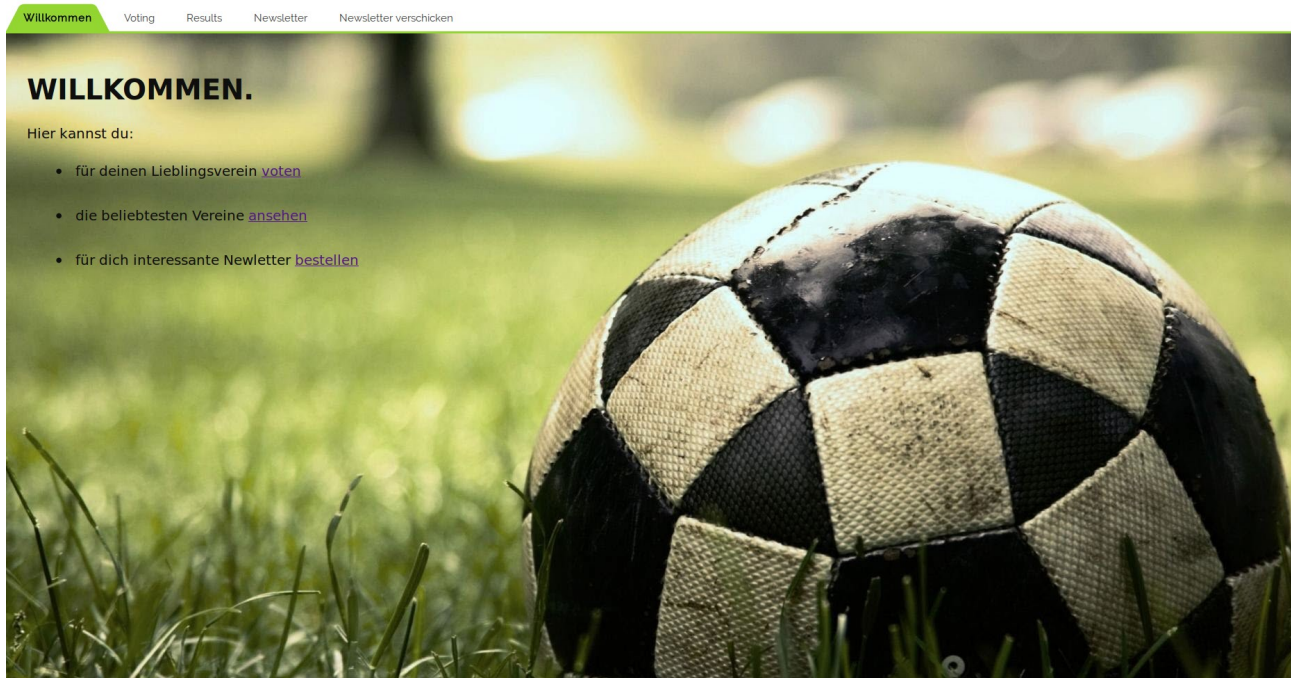 Willkommen Voting Results Newsletter Newsletter verschicken
WILLKOMMEN.
Hier kannst du:
• für deinen Lieblingsverein voten
• die beliebtesten Vereine ansehen
• für dich interessante Newletter bestellen